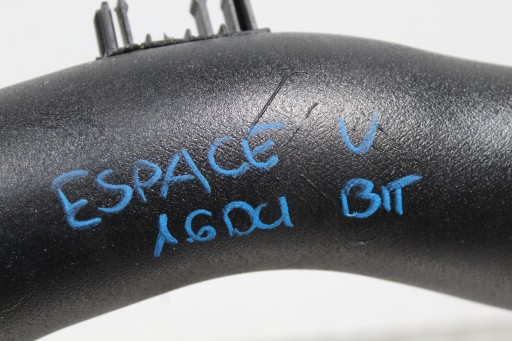 ESPACE V
1.6DCI BIT